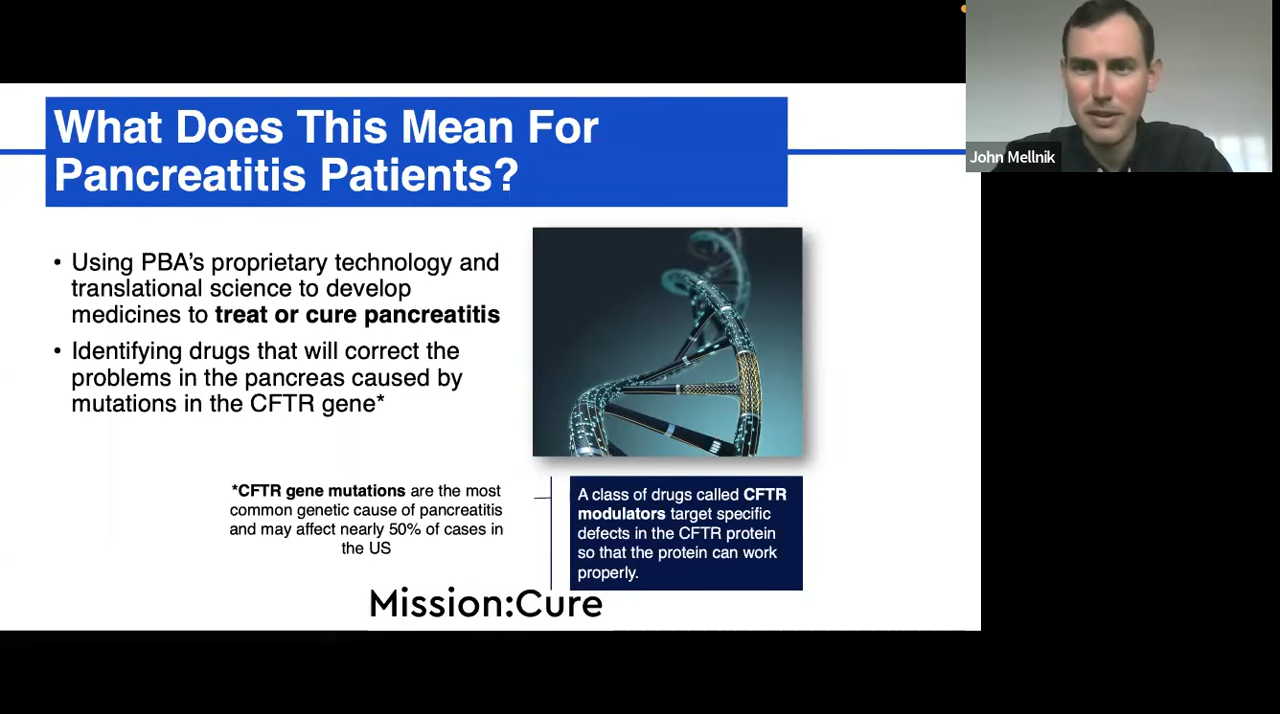 What Does This Mean For
Pancreatitis Patients?
John Mellnik
• Using PBA’s proprietary technology and
translational science to develop
medicines to treat or cure pancreatitis
• Identifying drugs that will correct the
problems in the pancreas caused by
mutations in the CFTR gene*
*CFTR gene mutations are the most
common genetic cause of pancreatitis
and may affect nearly 50% of cases in
the US
A class of drugs called CFTR
modulators target specific
defects in the CFTR protein
so that the protein can work
properly.
Mission:Cure